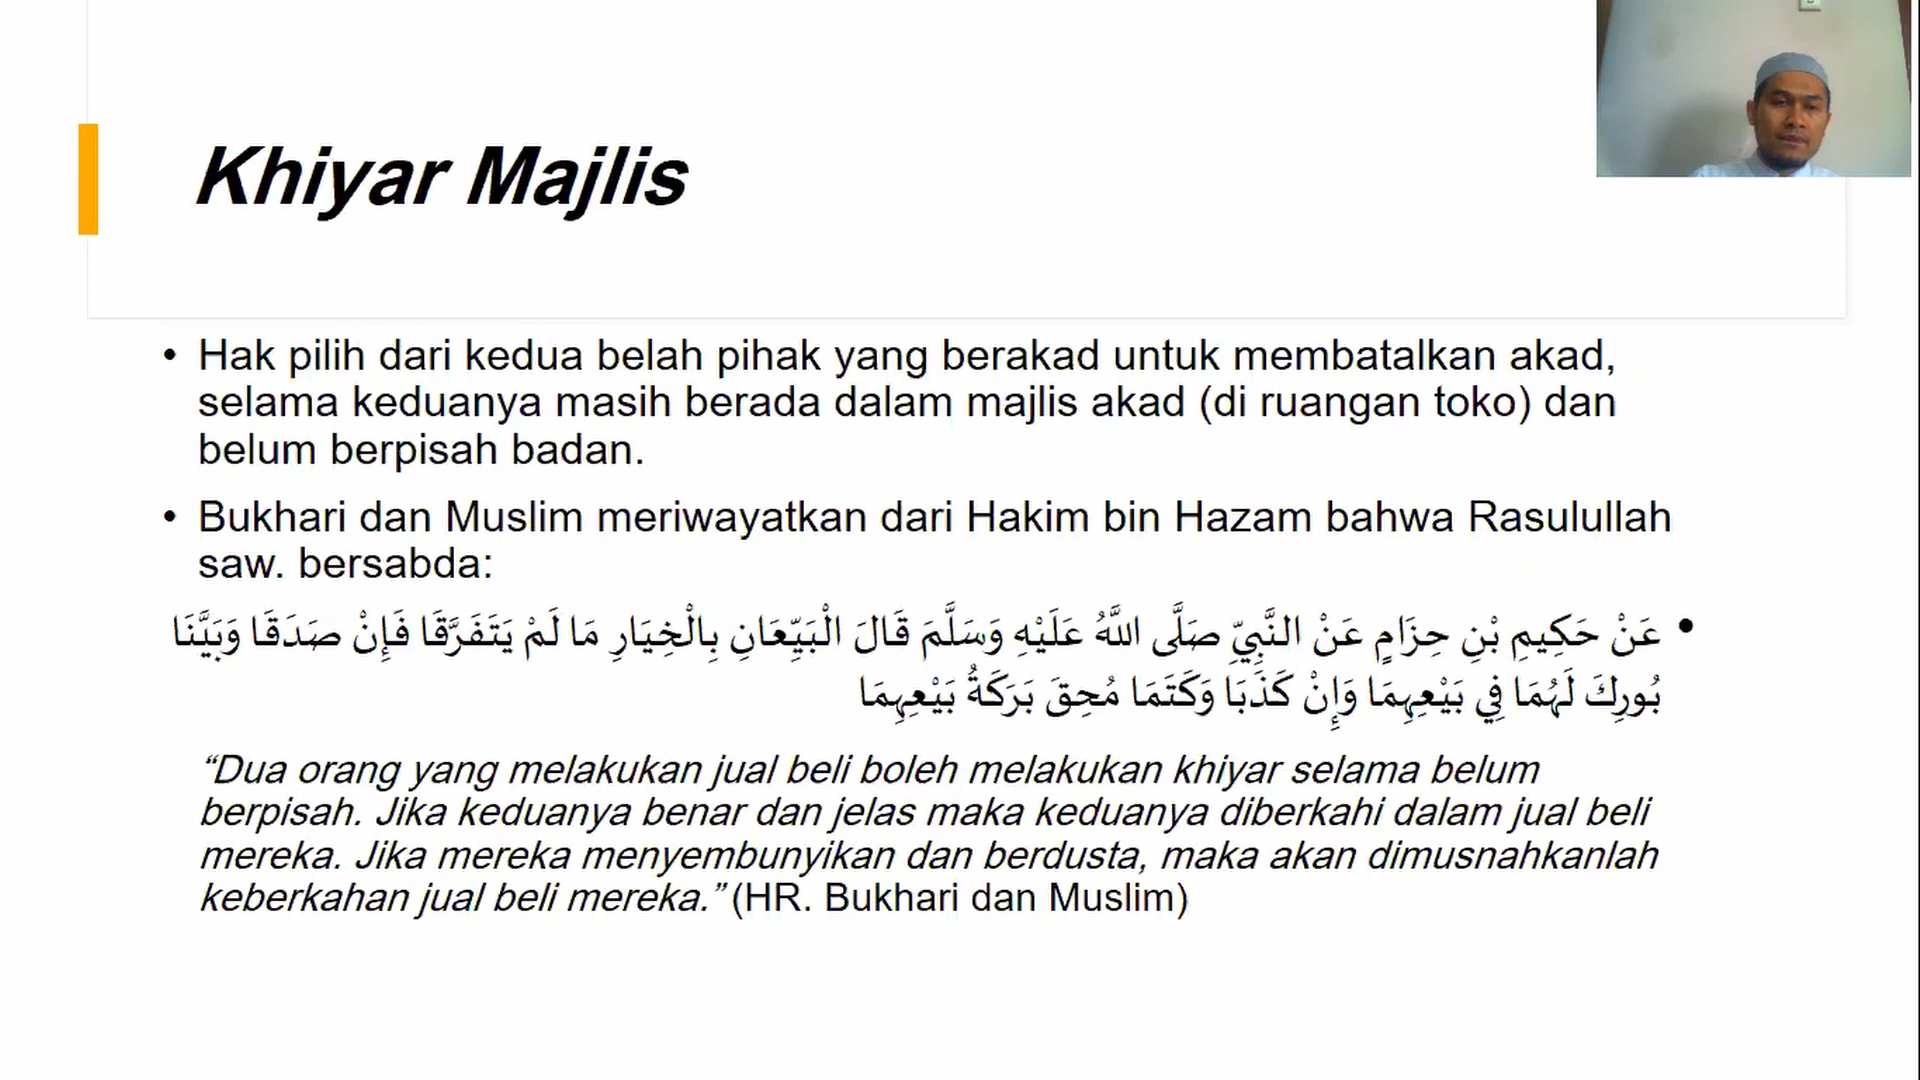 Khiyar Majlis
• Hak pilih dari kedua belah pihak yang berakad untuk membatalkan akad,
selama keduanya masih berada dalam majlis akad (di ruangan toko) dan
belum berpisah badan.
• Bukhari dan Muslim meriwayatkan dari Hakim bin Hazam bahwa Rasulullah
saw. bersabda:
• عَنْ حَكِيمِ بْنِ حِزَامٍ عَنْ النَّبِيِّ صَلَّى اللَّهُ عَلَيْهِ وَسَلَّمَ قَالَ الْبَيِّعَانِ بِالْخِيَارِ مَا لَمْ يَتَفَرَّقَا فَإِنْ صَدَقَا وَبَيَّنَا
بُورِكَ لَهُمَا فِي بَيْعِهِمَا وَإِنْ كَذَبَا وَكَتَمَا مُحِقَ بَرَكَةُ بَيْعِهِمَا
“Dua orang yang melakukan jual beli boleh melakukan khiyar selama belum
berpisah. Jika keduanya benar dan jelas maka keduanya diberkahi dalam jual beli
mereka. Jika mereka menyembunyikan dan berdusta, maka akan dimusnahkanlah
keberkahan jual beli mereka.” (HR. Bukhari dan Muslim)